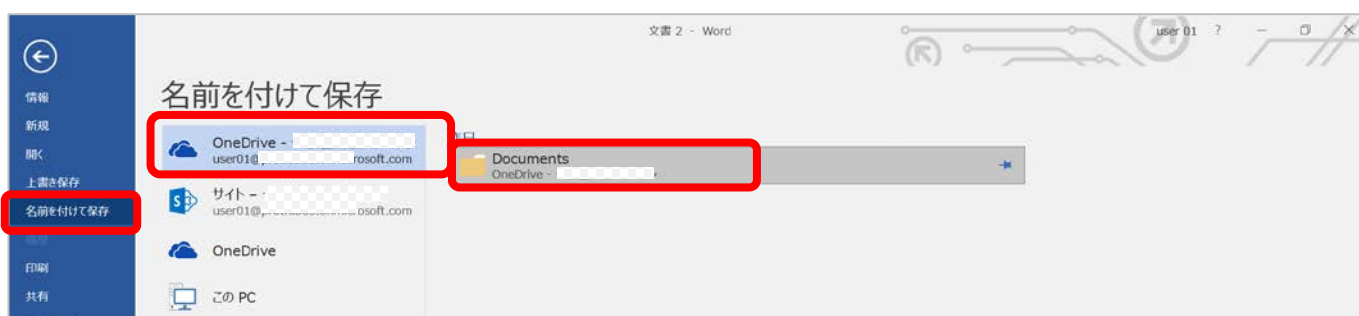 文書 2 - Word
user 01 ?
情報
新規
開く
上書き保存
名前を付けて保存
印刷
共有
名前を付けて保存
OneDrive -
user01@ rosoft.com
サイト -
user01@ osoft.com
OneDrive
この PC
Documents
OneDrive -